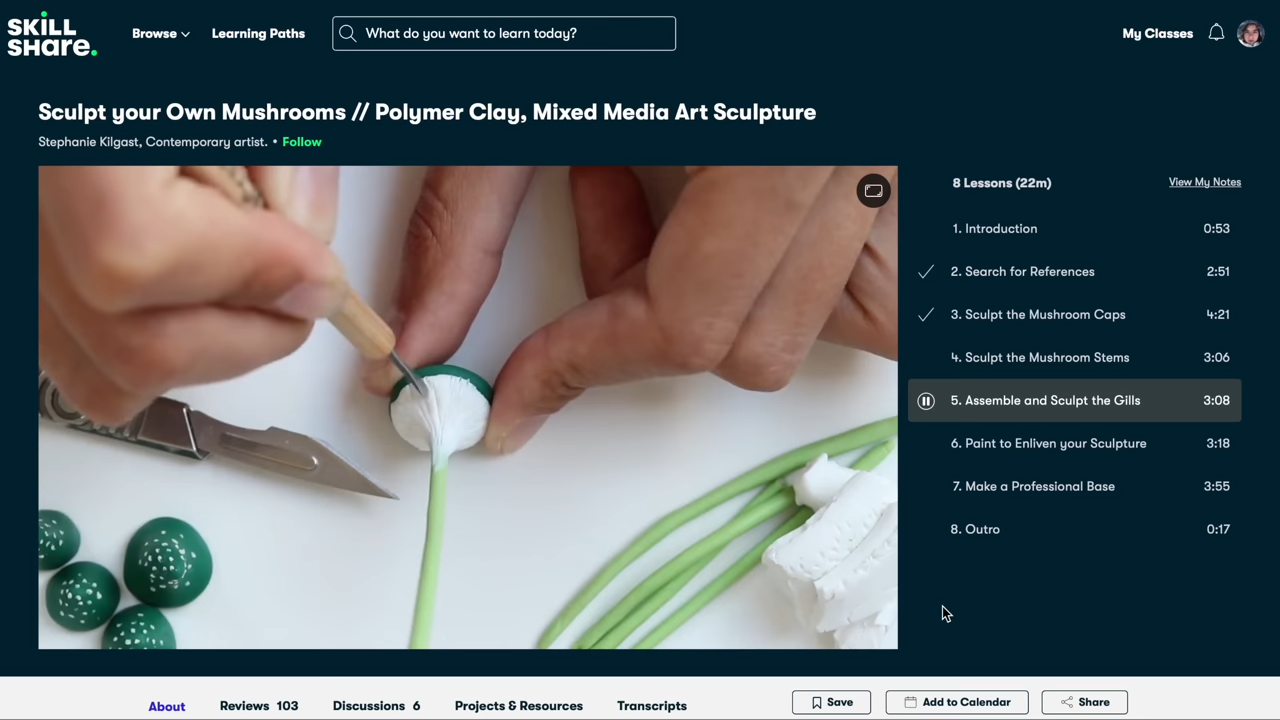 SKiLL
SHare.
Browse
Learning Paths
What do you want to learn today?
My Classes
Sculpt your Own Mushrooms // Polymer Clay, Mixed Media Art Sculpture
Stephanie Kilgast, Contemporary artist. • Follow
8 Lessons (22m)
View My Notes
1. Introduction 0:53
2. Search for References 2:51
3. Sculpt the Mushroom Caps 4:21
4. Sculpt the Mushroom Stems 3:06
5. Assemble and Sculpt the Gills 3:08
6. Paint to Enliven your Sculpture 3:18
7. Make a Professional Base 3:55
8. Outro 0:17
About
Reviews 103
Discussions 6
Projects & Resources
Transcripts
Save
Add to Calendar
Share